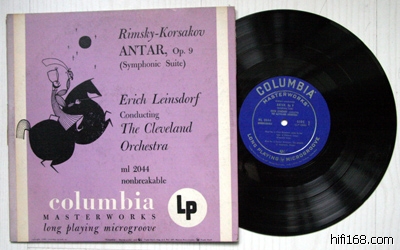 Rimsky-Korsakov
ANTAR, Op. 9
(Symphonic Suite)
Erich Leinsdorf
Conducting
The Cleveland
Orchestra
ml 2044
nonbreakable
columbia
MASTERWORKS
long playing microgroove
Lp
COLUMBIA
MASTERWORKS
LONG PLAYING MICROGROOVE
hifi168.com